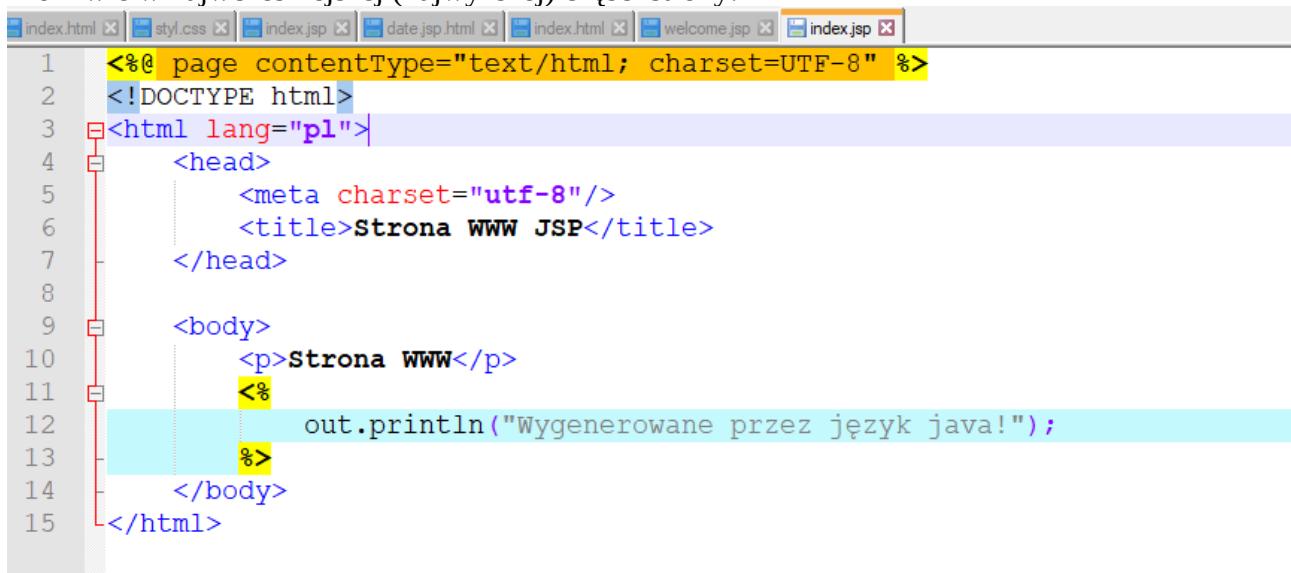 index.html styl.css index.jsp date.jsp.html index.html welcome.jsp index.jsp
1 <%@ page contentType="text/html; charset=UTF-8" %>
2 <!DOCTYPE html>
3 <html lang="pl">
4 <head>
5 <meta charset="utf-8"/>
6 <title>Strona WWW JSP</title>
7 </head>
8
9 <body>
10 <p>Strona WWW</p>
11 <%
12 out.println("Wygenerowane przez język java!");
13 %>
14 </body>
15 </html>